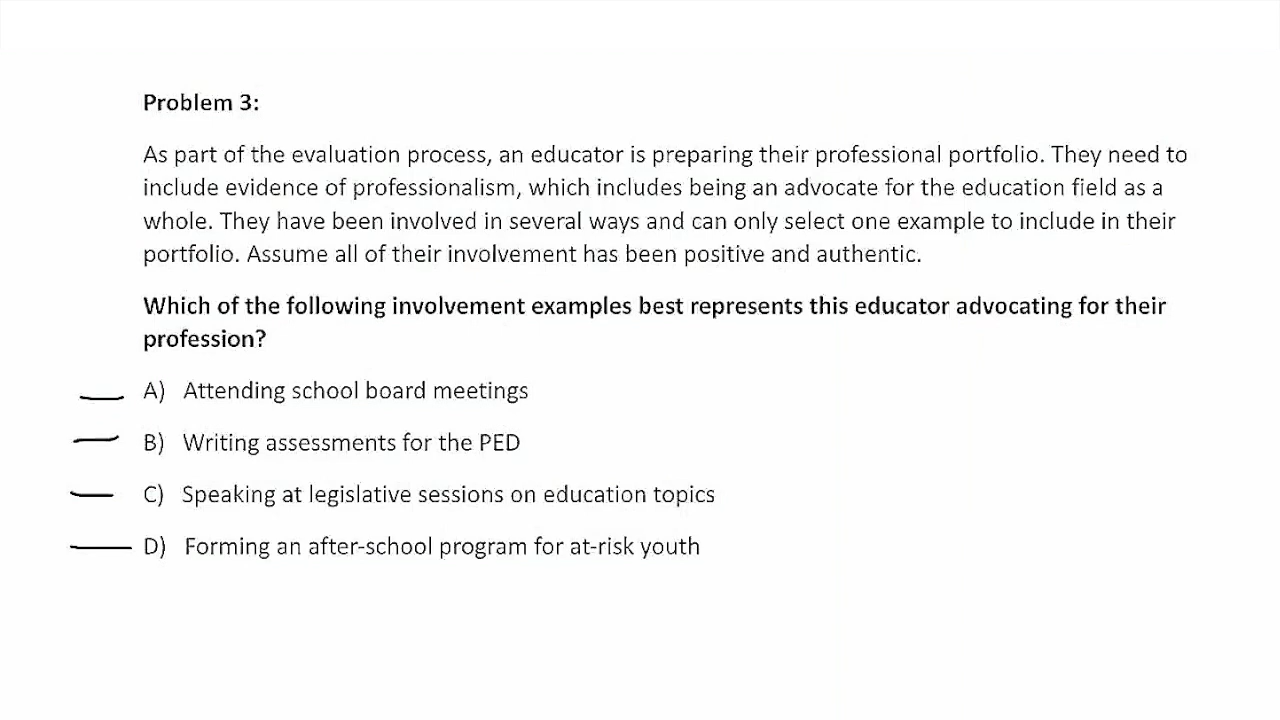 Problem 3:
As part of the evaluation process, an educator is preparing their professional portfolio. They need to
include evidence of professionalism, which includes being an advocate for the education field as a
whole. They have been involved in several ways and can only select one example to include in their
portfolio. Assume all of their involvement has been positive and authentic.
Which of the following involvement examples best represents this educator advocating for their
profession?
A) Attending school board meetings
B) Writing assessments for the PED
C) Speaking at legislative sessions on education topics
D) Forming an after-school program for at-risk youth